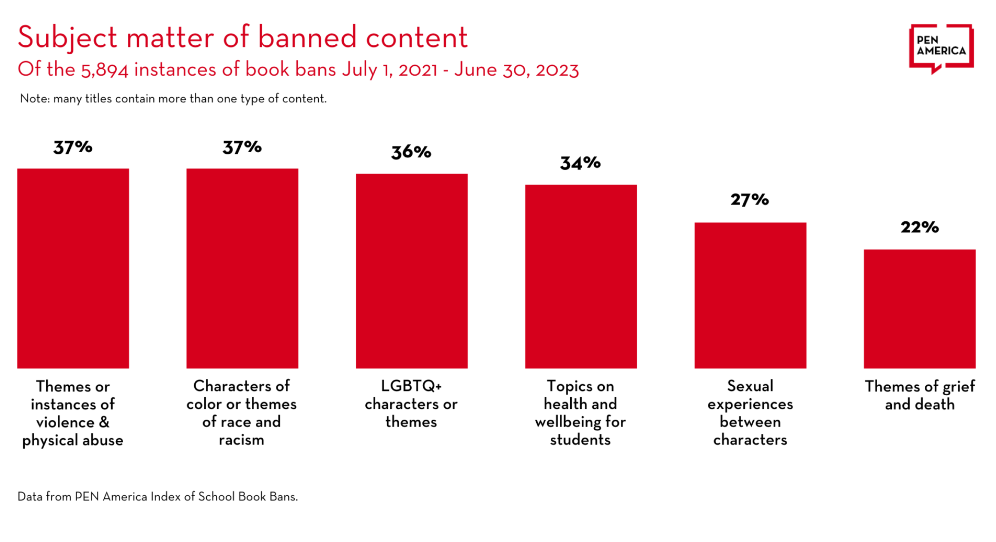 Subject matter of banned content
Of the 5,894 instances of book bans July 1, 2021 - June 30, 2023
PEN
AMERICA
Note: many titles contain more than one type of content.
37%
37%
36%
34%
27%
22%
Themes or
instances of
violence &
physical abuse
Characters of
color or themes
of race and
racism
LGBTQ+
characters or
themes
Topics on
health and
wellbeing for
students
Sexual
experiences
between
characters
Themes of grief
and death
Data from PEN America Index of School Book Bans.